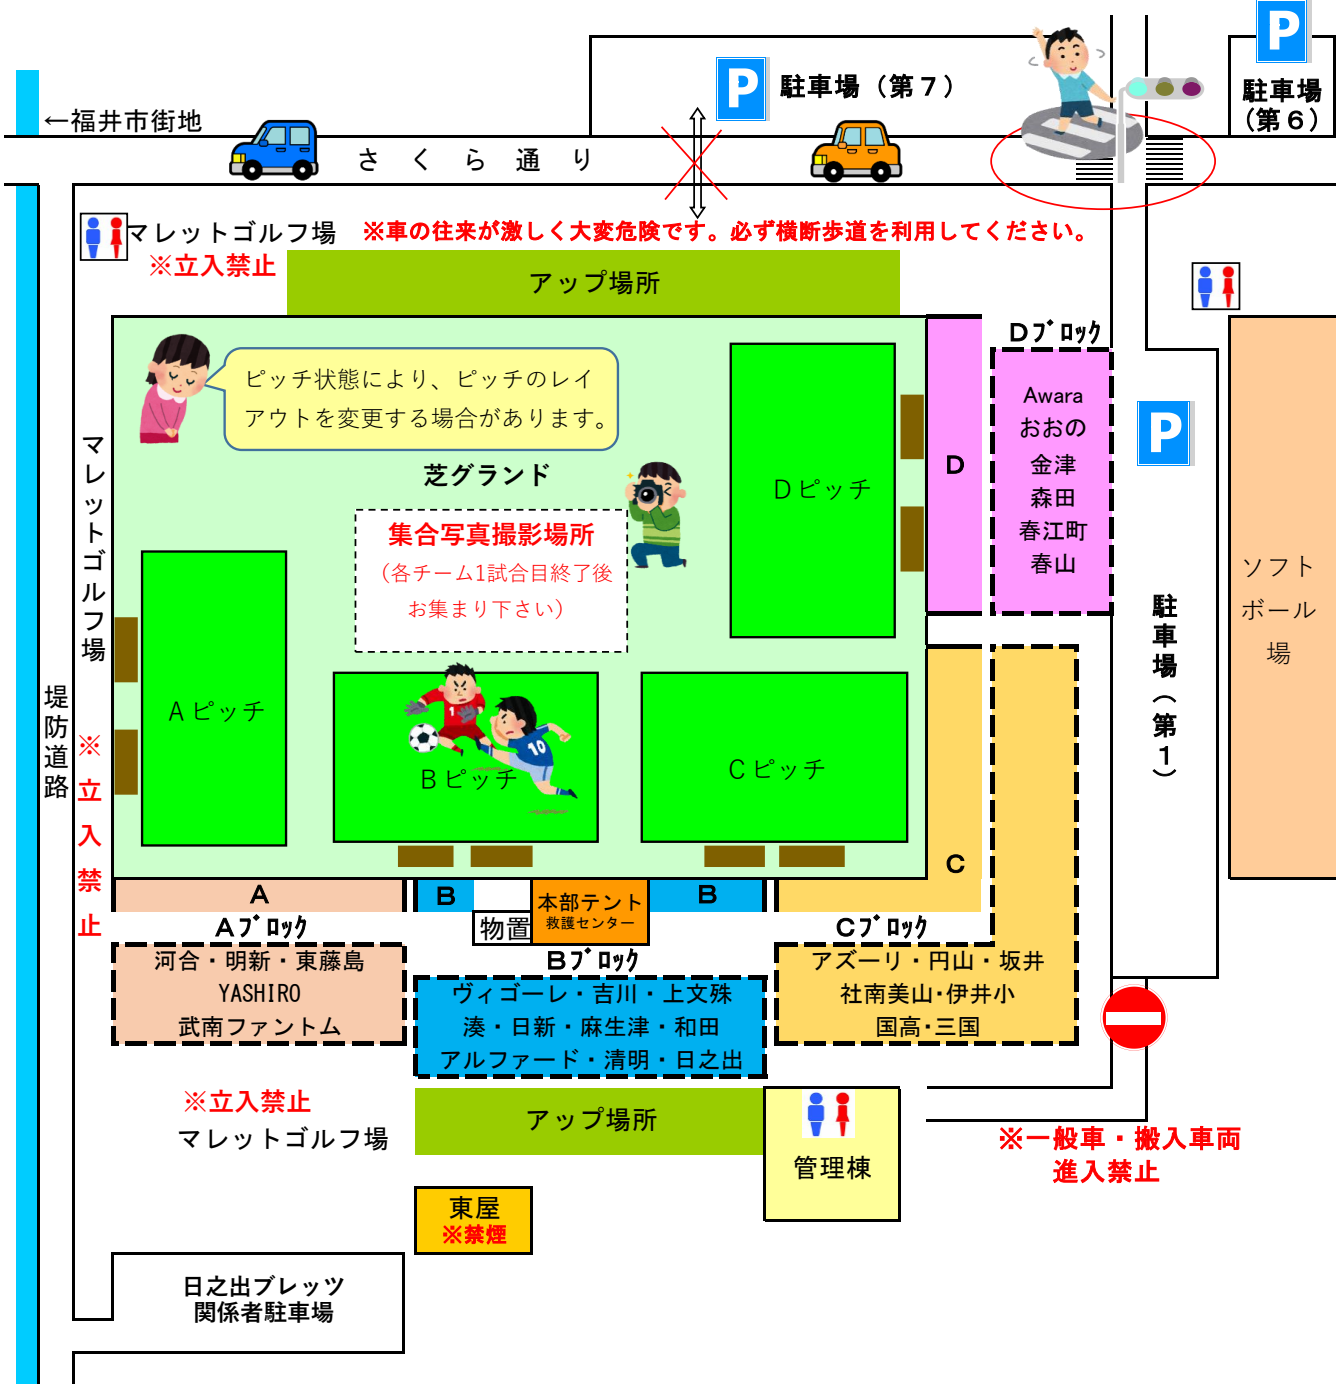 P
P
駐車場（第７）
駐車場
（第６）
←福井市街地
さくら通り
マレットゴルフ場
※車の往来が激しく大変危険です。必ず横断歩道を利用してください。
※立入禁止
アップ場所
Ｄブロック
ピッチ状態により、ピッチのレイ
アウトを変更する場合があります。
芝グランド
集合写真撮影場所
（各チーム1試合目終了後
お集まり下さい）
Ｄピッチ
D
Awara
おおの
金津
森田
春江町
春山
P
駐車場（第１）
ソフト
ボール
場
マレットゴルフ場
※立入禁止
堤防道路
Ａピッチ
1
10
Ｂピッチ
Ｃピッチ
C
A
B
本部テント
救護センター
B
物置
Ａブロック
河合・明新・東藤島
YASHIRO
武南ファントム
Ｂブロック
ヴィゴーレ・吉川・上文殊
湊・日新・麻生津・和田
アルファード・清明・日之出
Ｃブロック
アズーリ・円山・坂井
社南美山・伊井小
国高・三国
※立入禁止
マレットゴルフ場
アップ場所
管理棟
※一般車・搬入車両
進入禁止
東屋
※禁煙
日之出ブレッツ
関係者駐車場